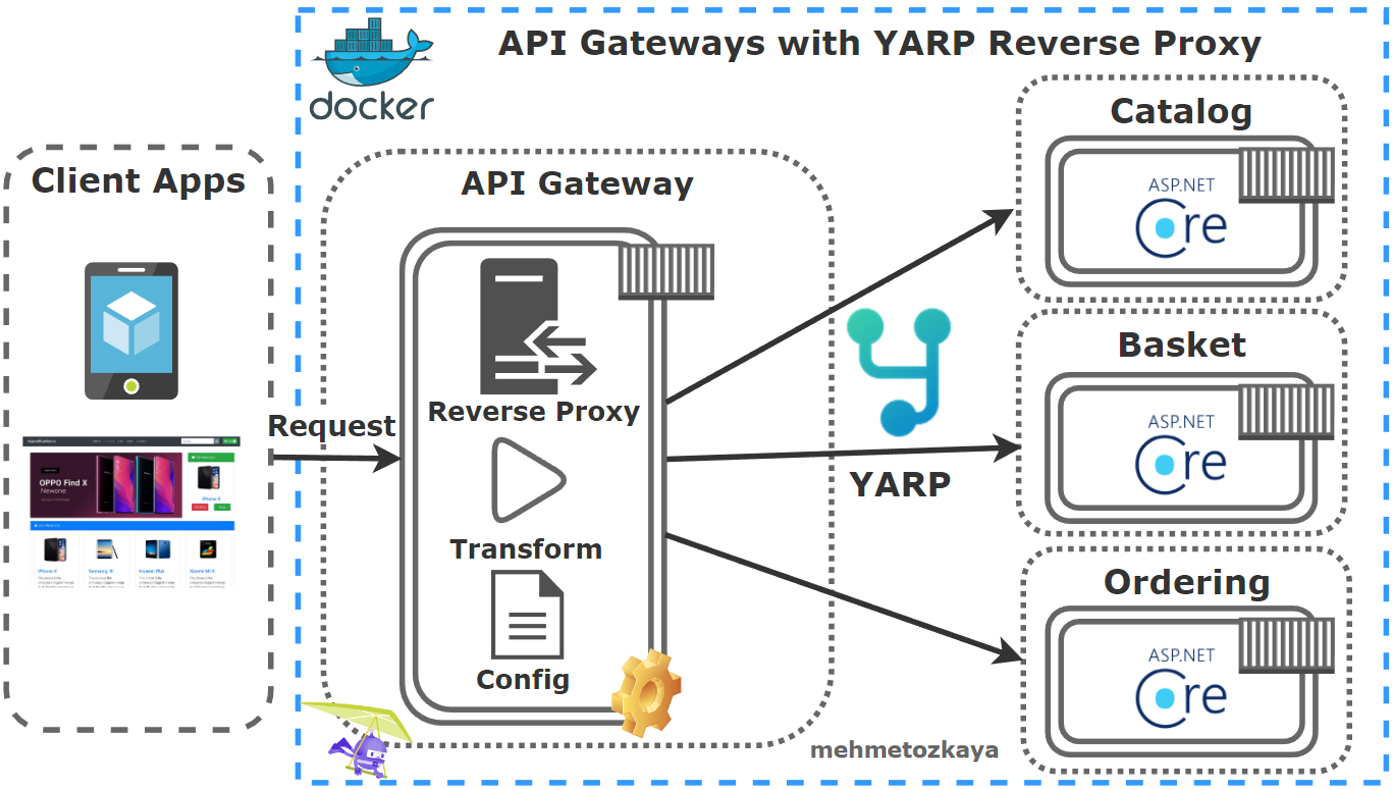 API Gateways with YARP Reverse Proxy
docker
Client Apps
OPPO Find X
Newone
iPhone X
iPhone X
Samsung 10
Huawei Plus
Xiaomi Mi 9
Request
API Gateway
Reverse Proxy
Transform
Config
YARP
Catalog
ASP.NET
Core
Basket
ASP.NET
Core
Ordering
ASP.NET
Core
mehmetozkaya